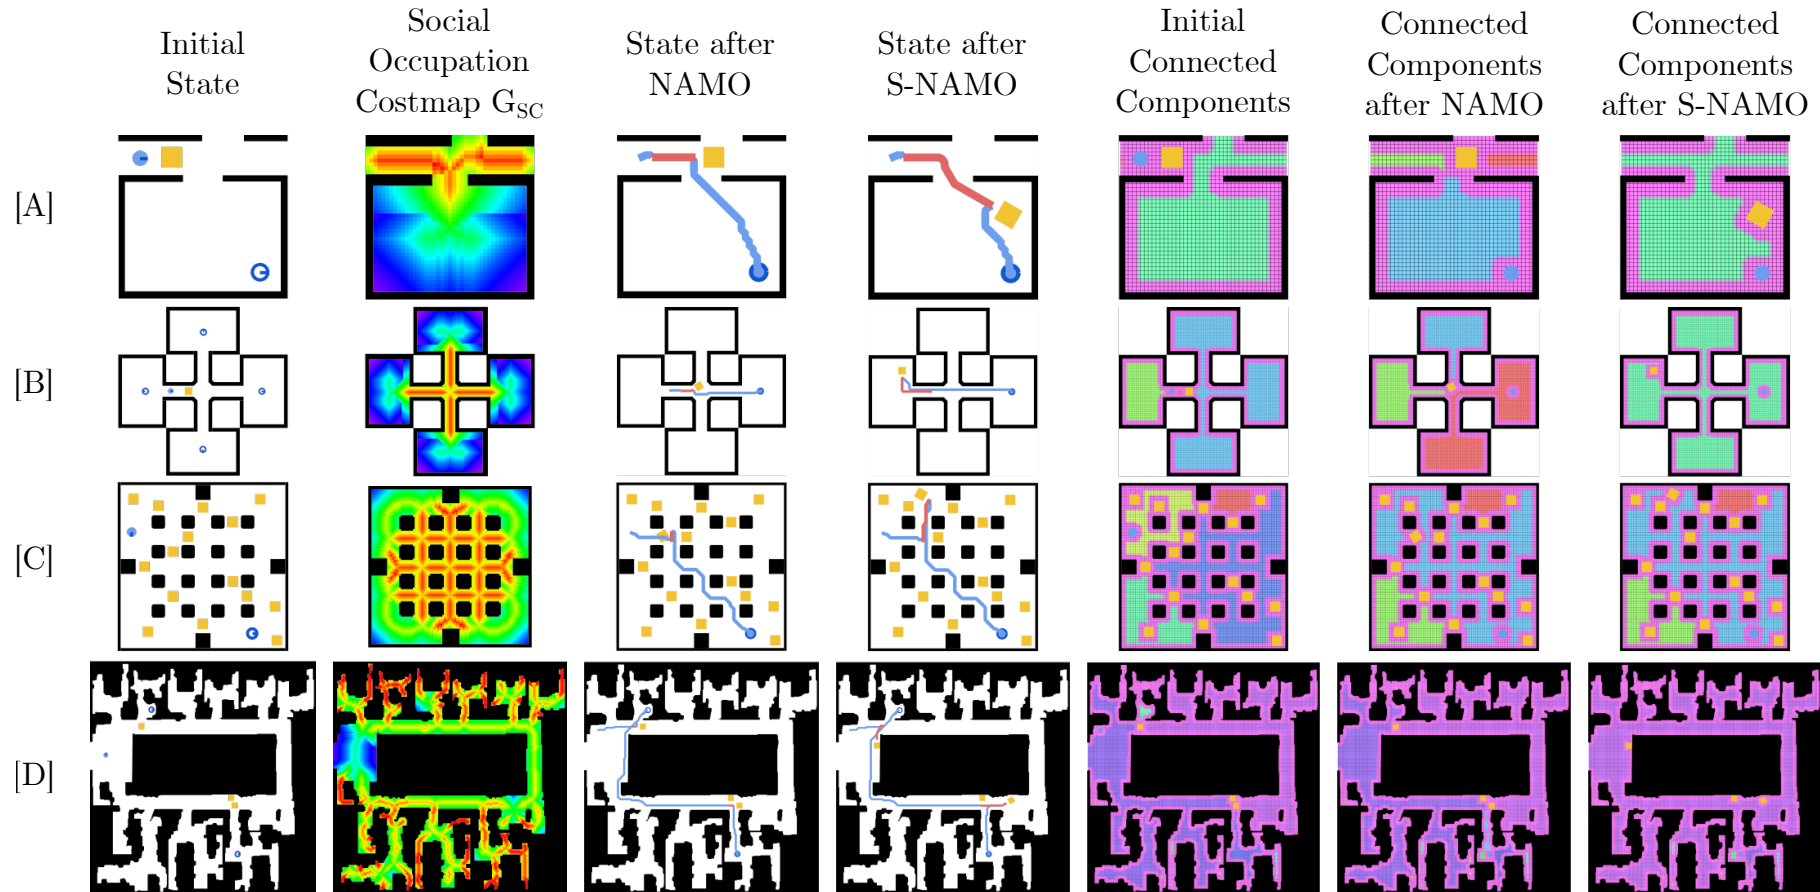 Initial
State
Social
Occupation
Costmap G_SC
State after
NAMO
State after
S-NAMO
Initial
Connected
Components
Connected
Components
after NAMO
Connected
Components
after S-NAMO
[A]
[B]
[C]
[D]